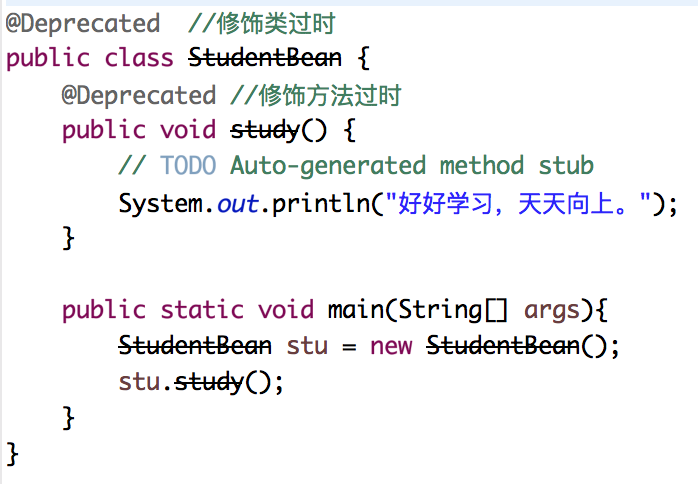 @Deprecated  //修饰类过时
public class StudentBean {
    @Deprecated //修饰方法过时
    public void study() {
        // TODO Auto-generated method stub
        System.out.println("好好学习，天天向上。");
    }

    public static void main(String[] args){
        StudentBean stu = new StudentBean();
        stu.study();
    }
}